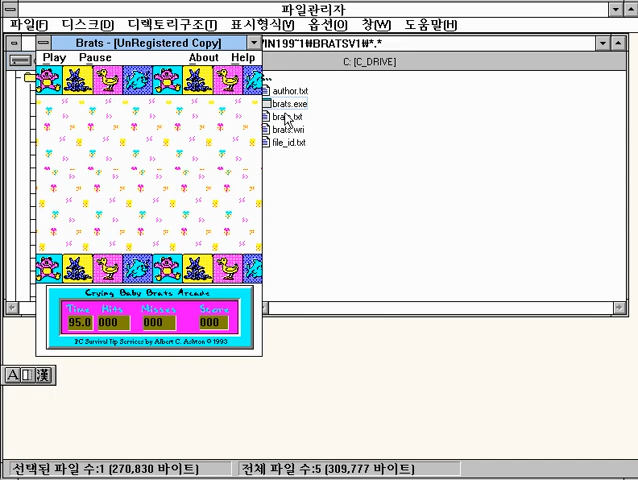 파일관리자
파일(F) 디스크(D) 디렉토리구조(T) 표시형식(V) 옵션(O) 창(W) 도움말(H)
Brats - [UnRegistered Copy]
WIN199~1₩BRATSV1₩*.*
Play Pause About Help
C: [C_DRIVE]
author.txt
brats.exe
brats.txt
brats.wri
file_id.txt
Crying Baby Brats Arcade
Time Hits Misses Score
95.0 000 000 000
PC Survival Tip Services by Albert C. Ashton © 1993
A 漢
선택된 파일 수:1 (270,830 바이트) 전체 파일수:5 (309,777 바이트)